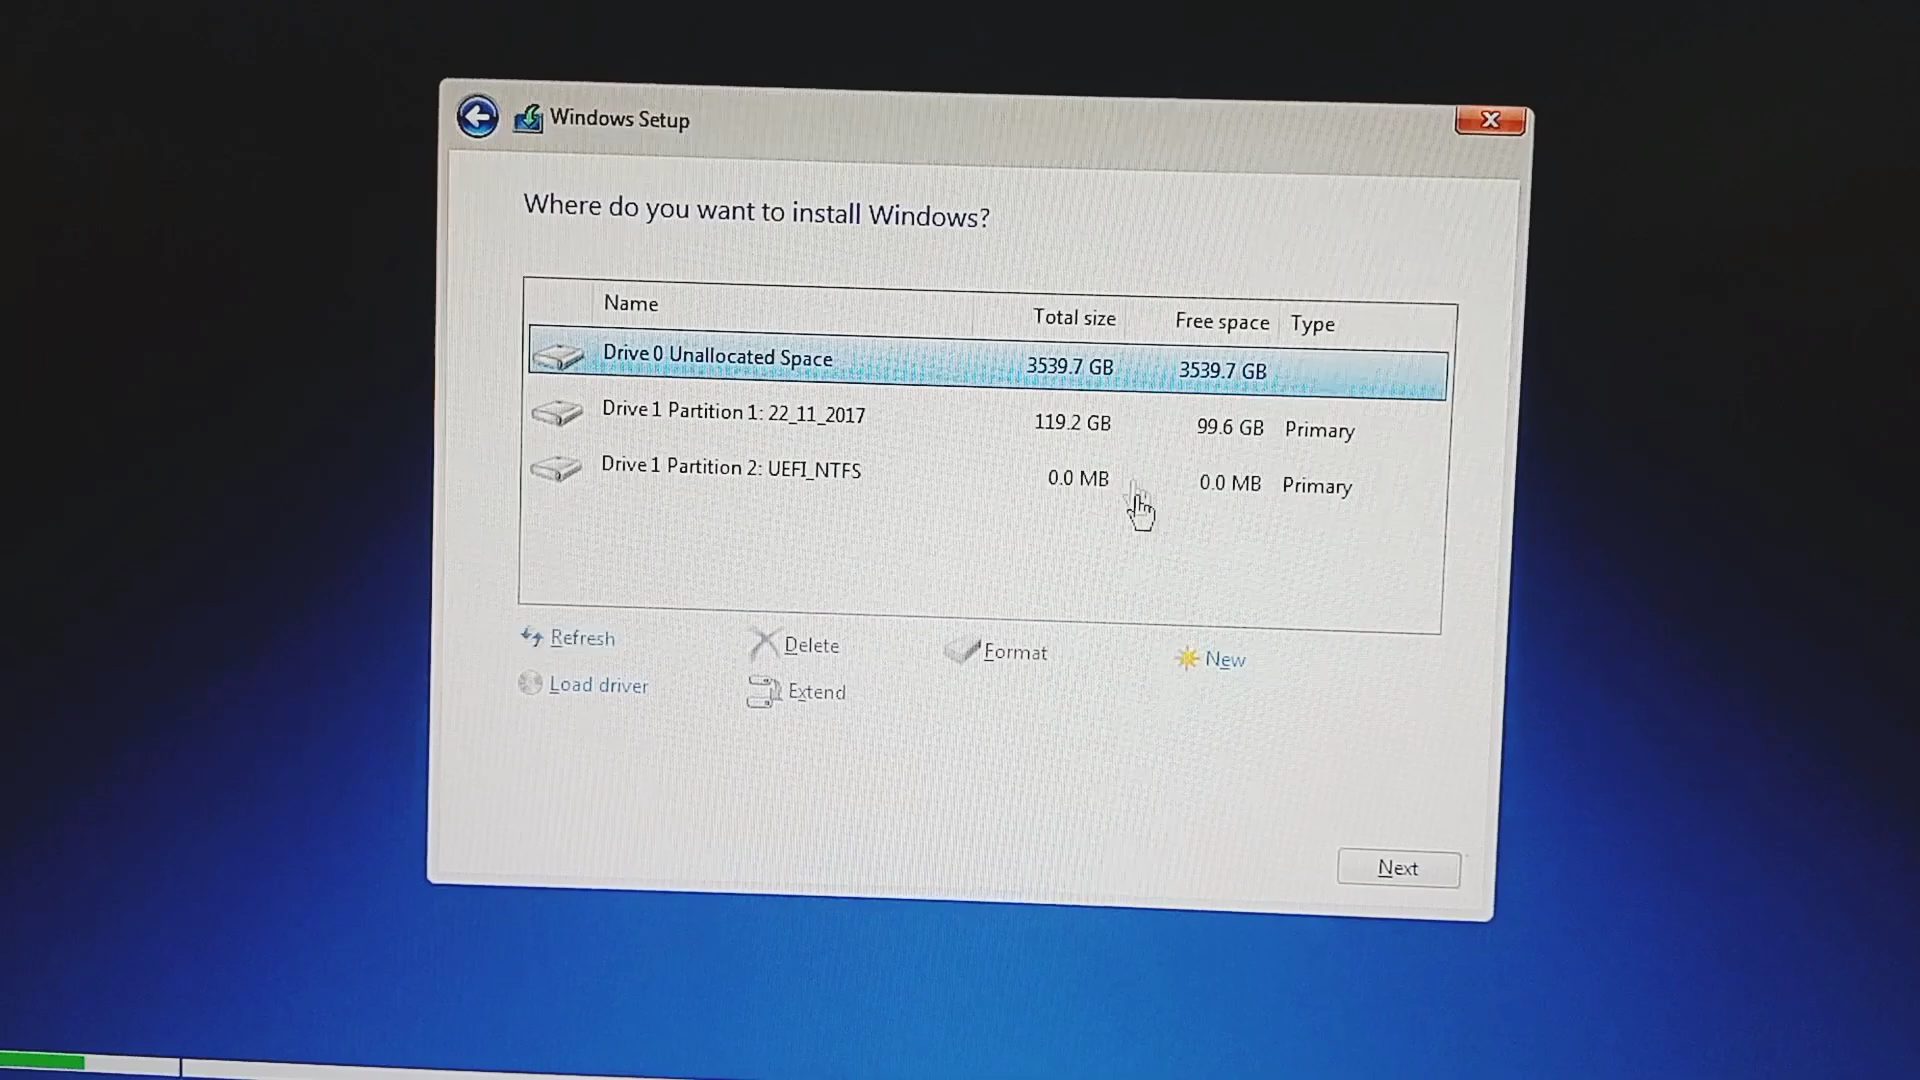 Windows Setup
Where do you want to install Windows?
Name Total size Free space Type
Drive 0 Unallocated Space 3539.7 GB 3539.7 GB
Drive 1 Partition 1: 22_11_2017 119.2 GB 99.6 GB Primary
Drive 1 Partition 2: UEFI_NTFS 0.0 MB 0.0 MB Primary
Refresh Delete Format New
Load driver Extend
Next